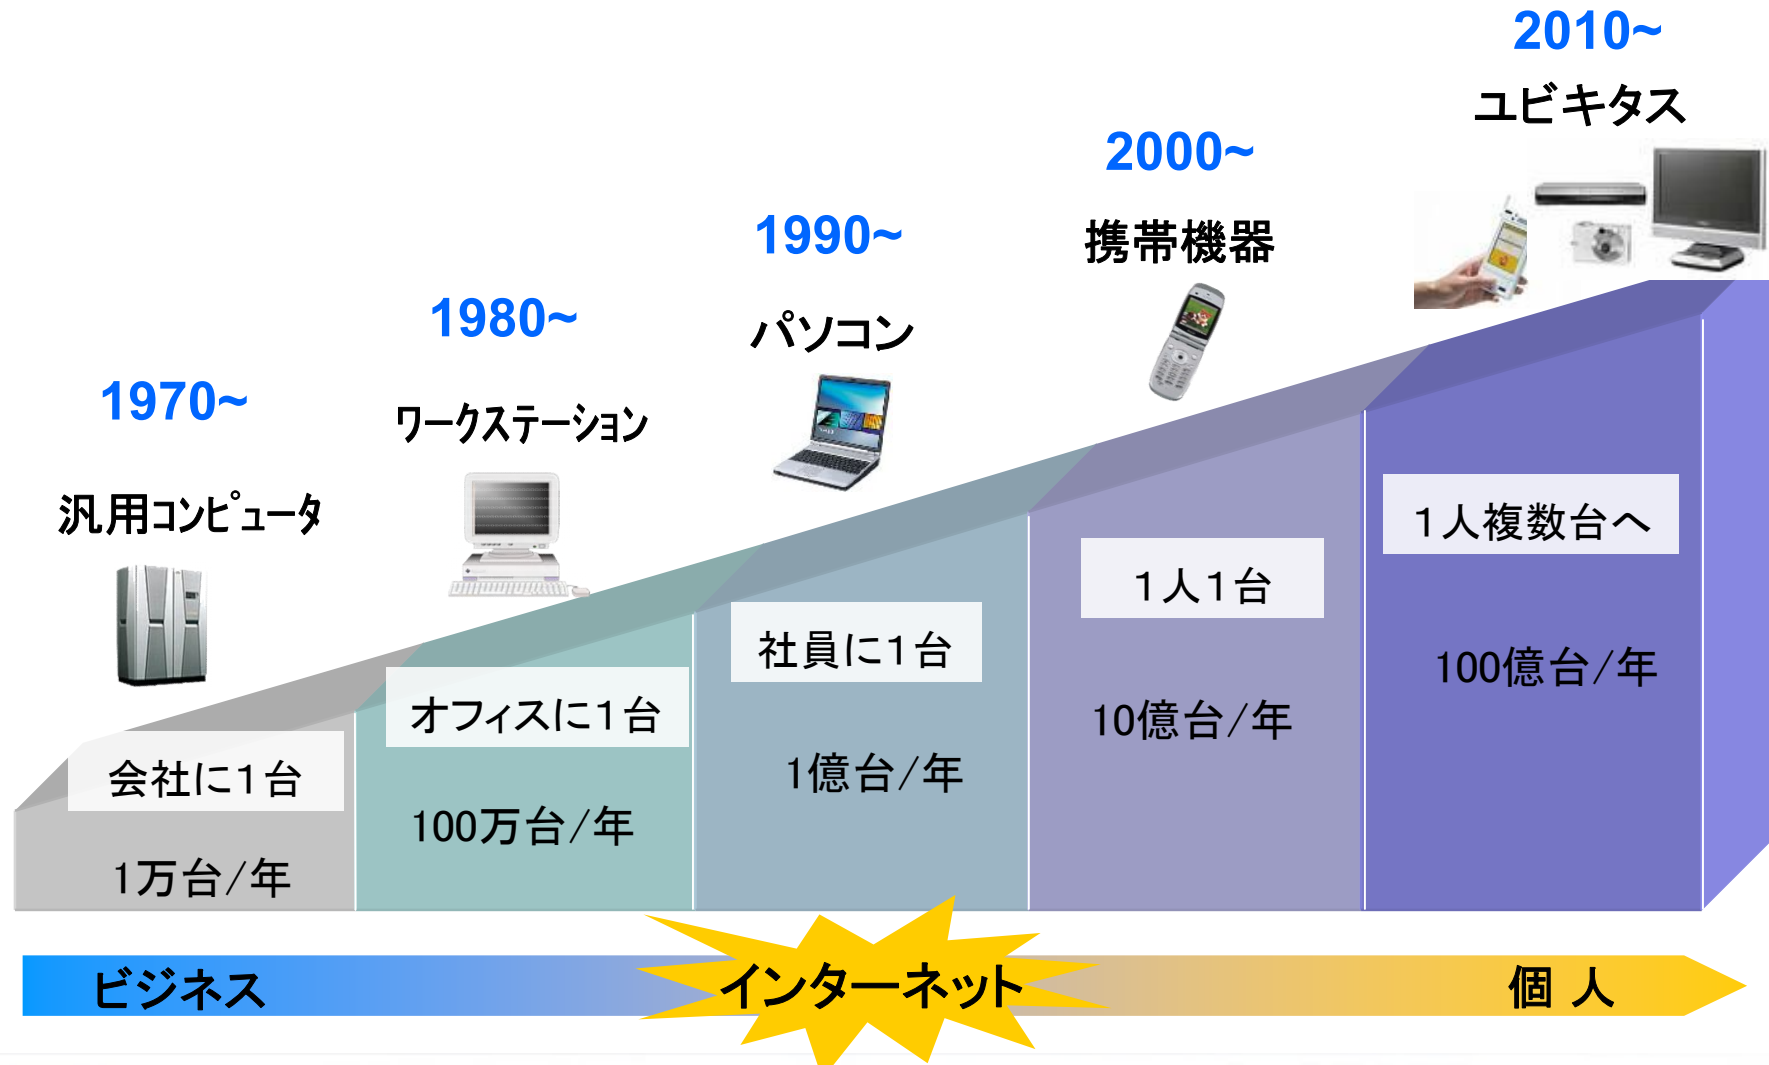 1970~
汎用コンピュータ
会社に１台
1万台/年
1980~
ワークステーション
オフィスに１台
100万台/年
1990~
パソコン
社員に１台
1億台/年
2000~
携帯機器
１人１台
10億台/年
2010~
ユビキタス
１人複数台へ
100億台/年
ビジネス
インターネット
個 人